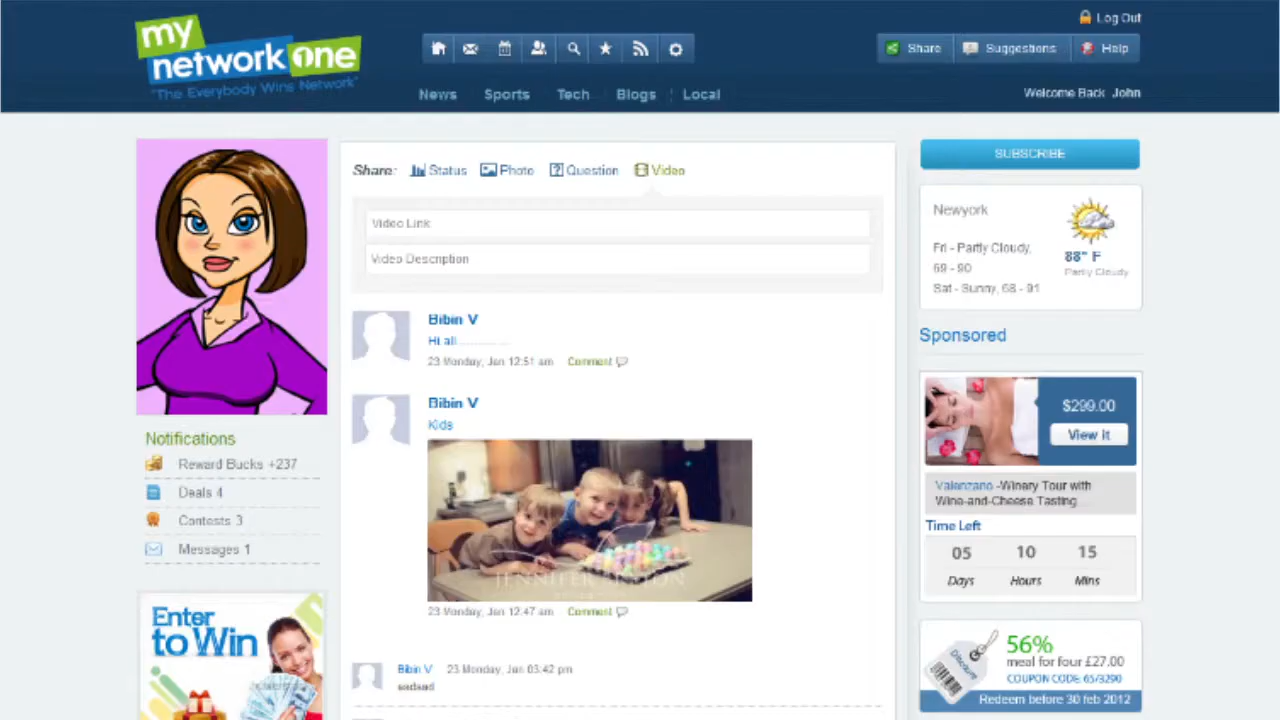 my
network one
"The Everybody Wins Network"
Log Out
Share
Suggestions
Help
News
Sports
Tech
Blogs
Local
Welcome Back John
Notifications
Reward Bucks +237
Deals 4
Contests 3
Messages 1
Enter
to Win
Share:
Status
Photo
Question
Video
Video Link
Video Description
Bibin V
Hi all...............
23 Monday, Jan 12:51 am
Comment
Bibin V
Kids
23 Monday, Jan 12:47 am
Comment
Bibin V
23 Monday, Jan 03:42 pm
sadsad
SUBSCRIBE
Newyork
Fri - Partly Cloudy,
69 - 90
Sat - Sunny, 68 - 91
88° F
Partly Cloudy
Sponsored
$299.00
View It
Valenzano -Winery Tour with
Wine-and-Cheese Tasting
Time Left
05
10
15
Days
Hours
Mins
Discount
56%
meal for four £27.00
COUPON CODE: 65/3290
Redeem before 30 feb 2012